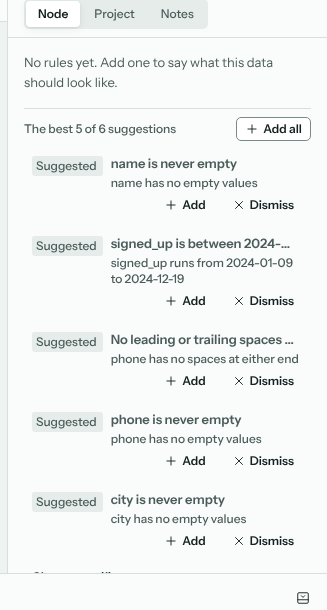 Node Project Notes
No rules yet. Add one to say what this data
should look like.
The best 5 of 6 suggestions + Add all
Suggested name is never empty
name has no empty values
+ Add × Dismiss
Suggested signed_up is between 2024-...
signed_up runs from 2024-01-09
to 2024-12-19
+ Add × Dismiss
Suggested No leading or trailing spaces ...
phone has no spaces at either end
+ Add × Dismiss
Suggested phone is never empty
phone has no empty values
+ Add × Dismiss
Suggested city is never empty
city has no empty values
+ Add × Dismiss